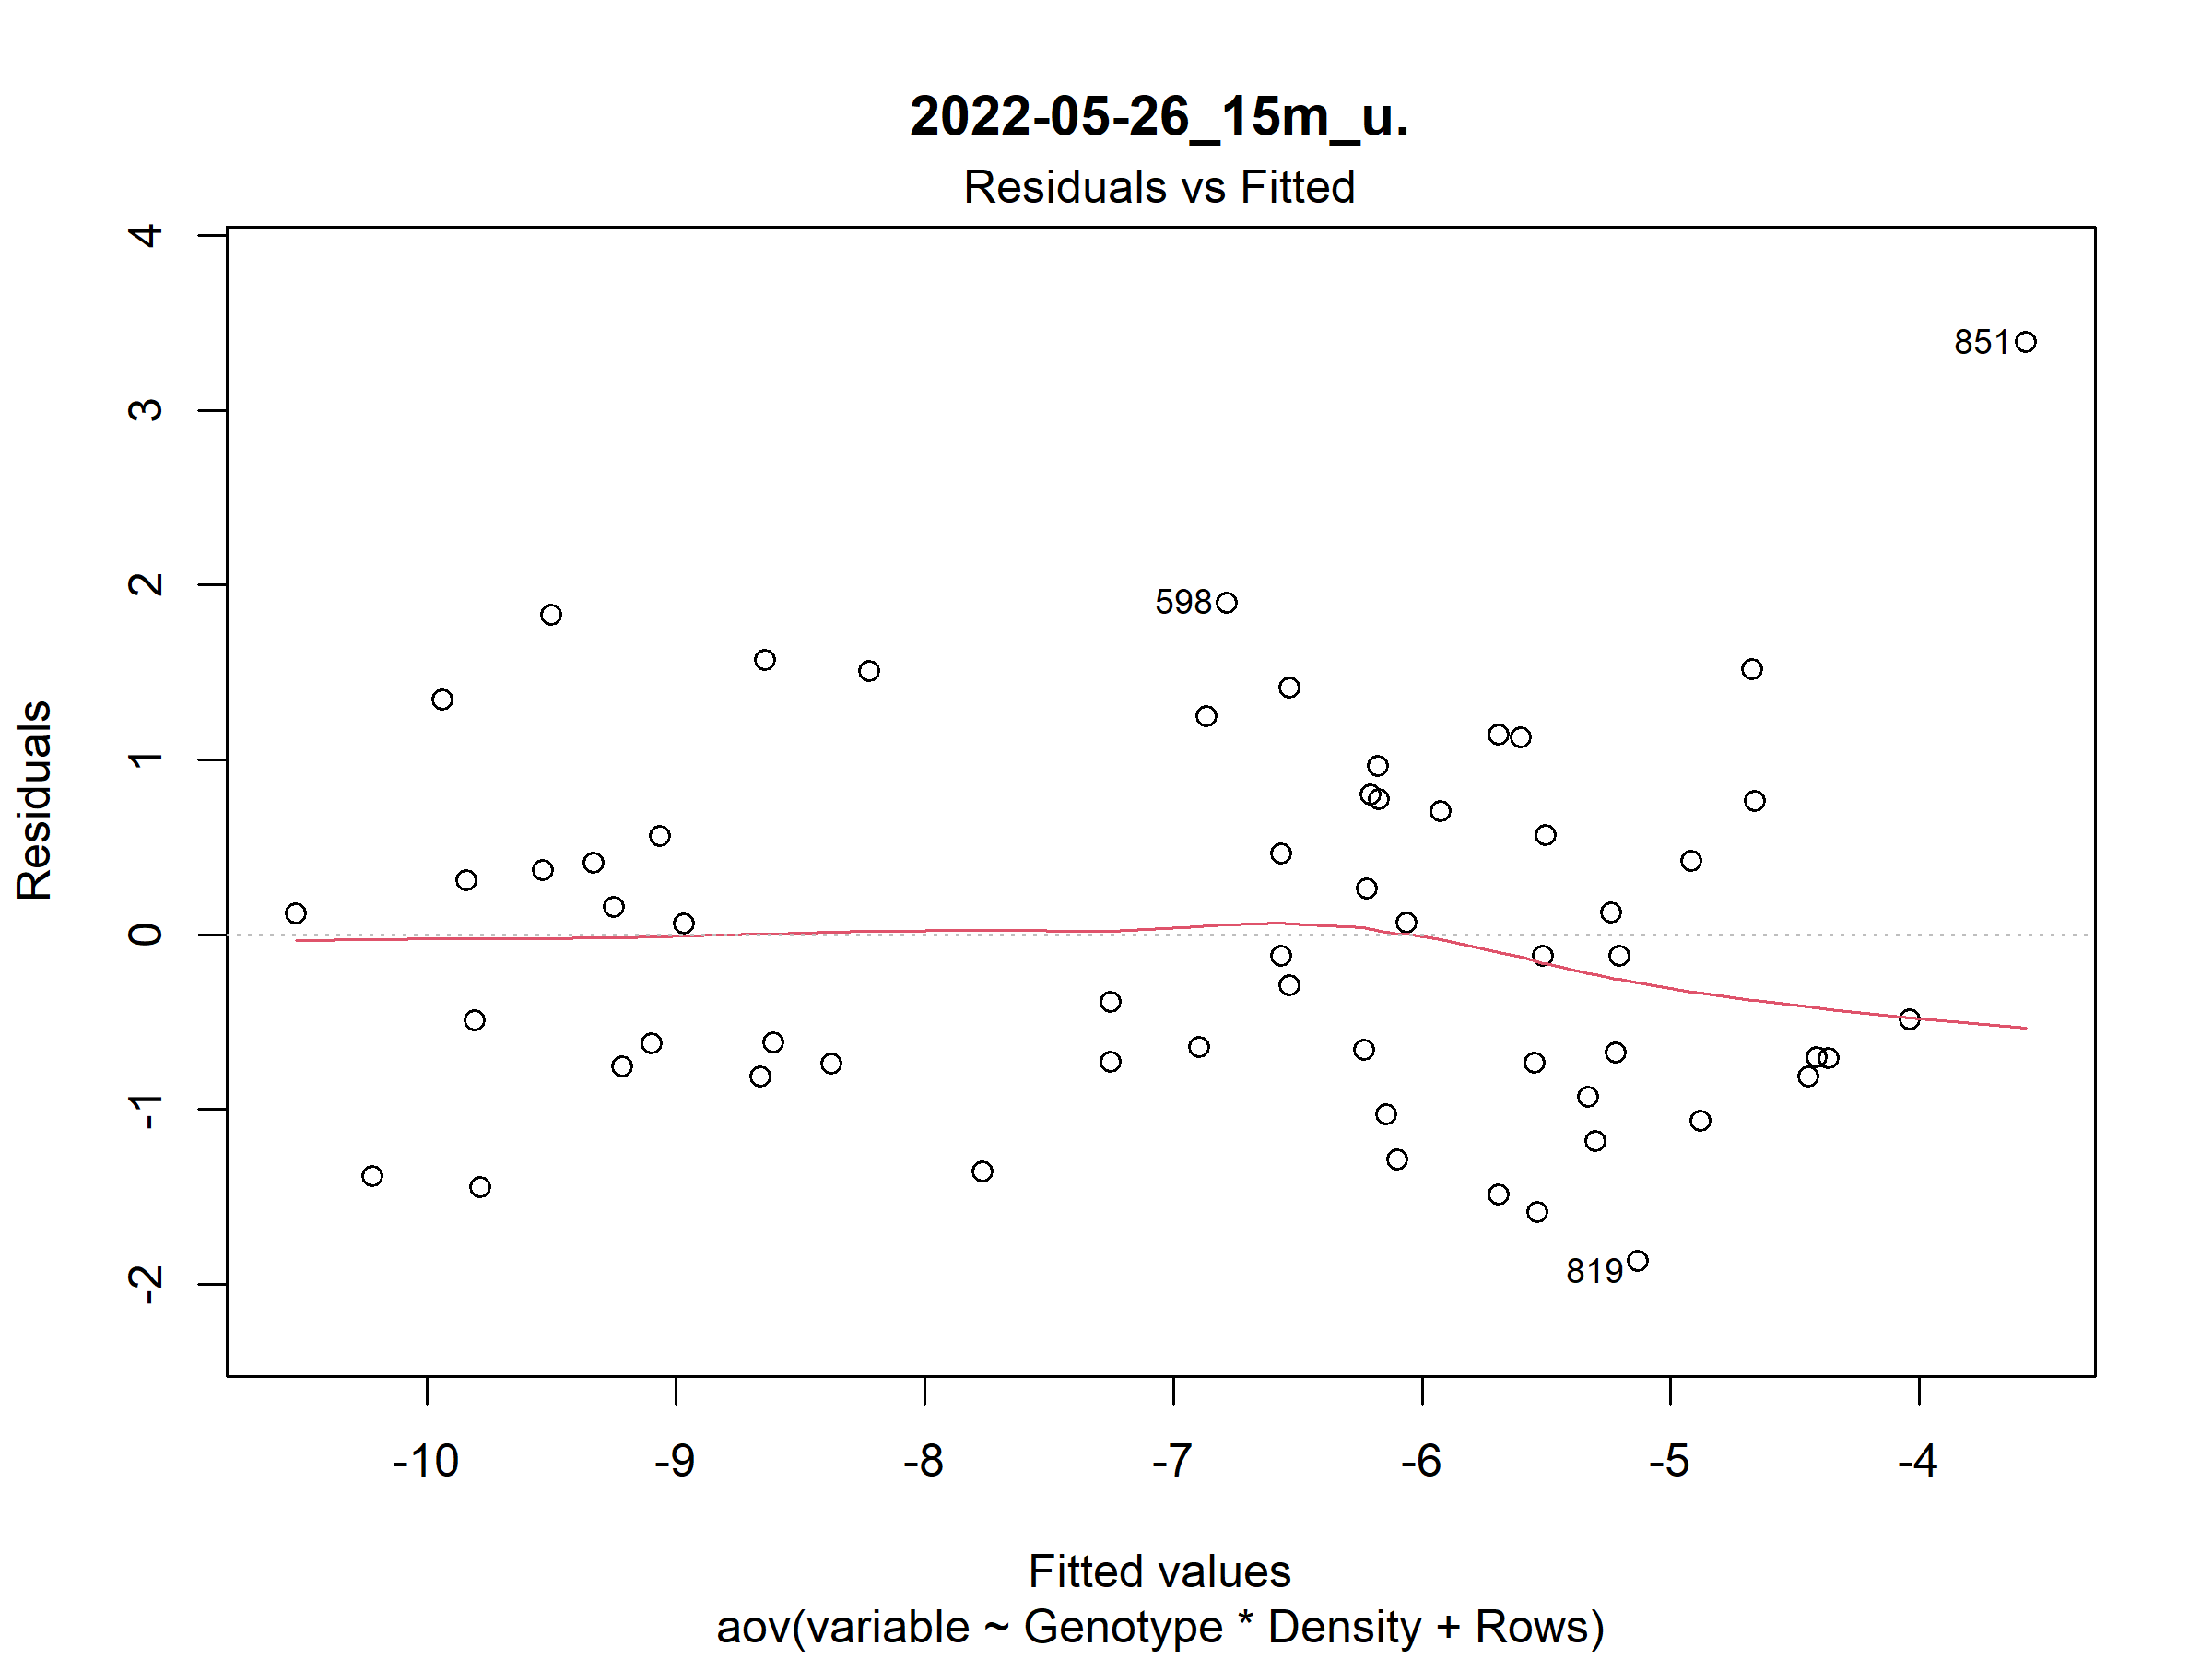 2022-05-26_15m_u.
Residuals vs Fitted
Residuals
4
3
2
1
0
-1
-2
851
598
819
-10 -9 -8 -7 -6 -5 -4
Fitted values
aov(variable ~ Genotype * Density + Rows)